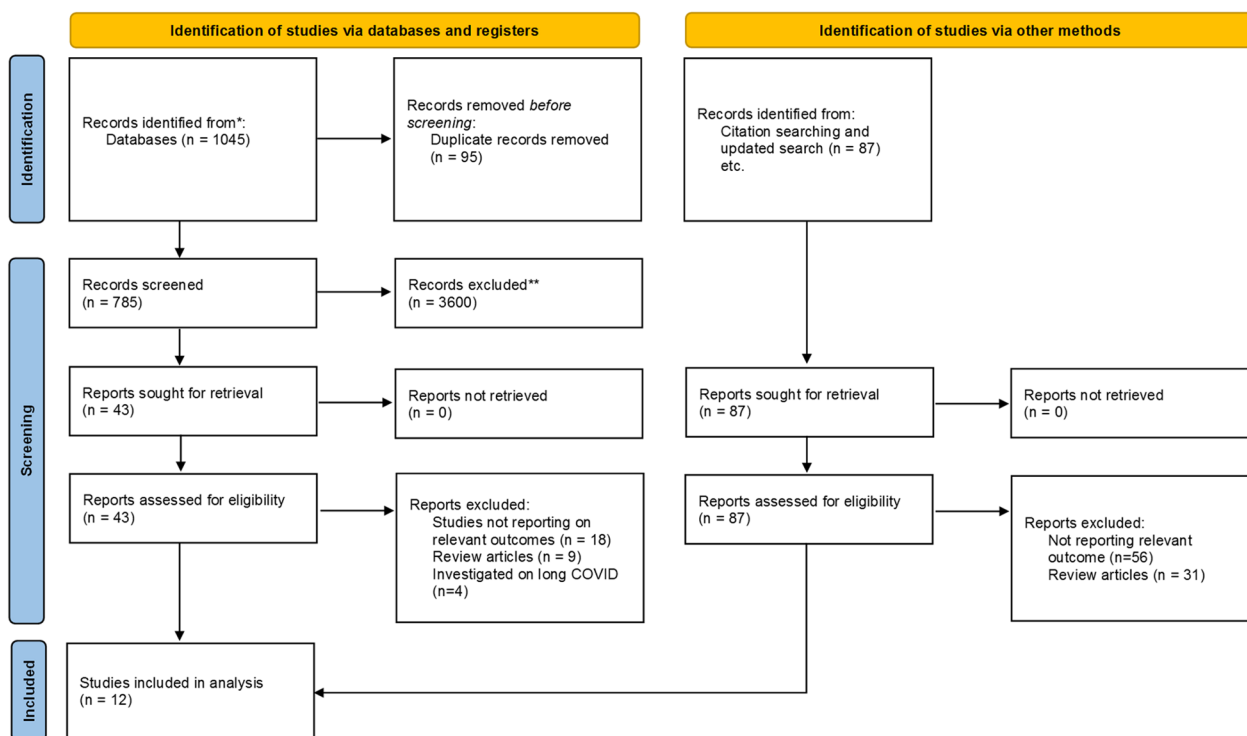 Identification of studies via databases and registers
Identification of studies via other methods
Identification
Records identified from*:
Databases (n = 1045)
Records removed before
screening:
Duplicate records removed
(n = 95)
Records identified from:
Citation searching and
updated search (n = 87)
etc.
Screening
Records screened
(n = 785)
Records excluded**
(n = 3600)
Reports sought for retrieval
(n = 43)
Reports not retrieved
(n = 0)
Reports sought for retrieval
(n = 87)
Reports not retrieved
(n = 0)
Reports assessed for eligibility
(n = 43)
Reports excluded:
Studies not reporting on
relevant outcomes (n = 18)
Review articles (n = 9)
Investigated on long COVID
(n=4)
Reports assessed for eligibility
(n = 87)
Reports excluded:
Not reporting relevant
outcome (n=56)
Review articles (n = 31)
Included
Studies included in analysis
(n = 12)